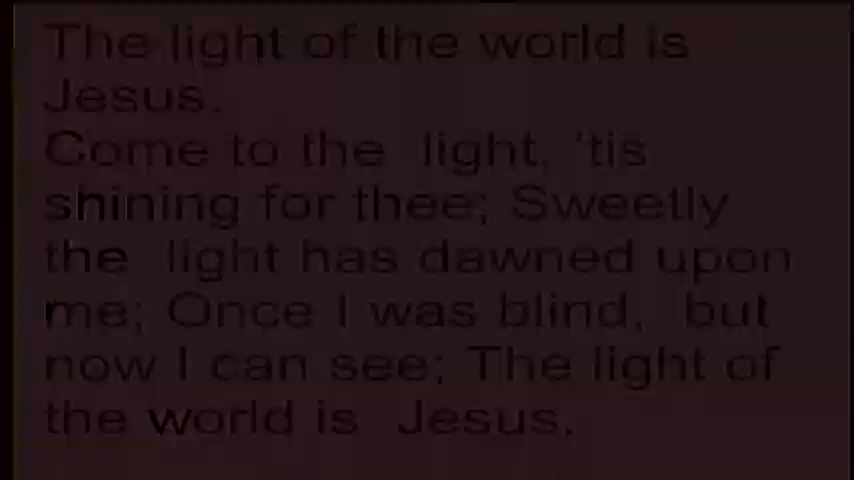 The light of the world is
Jesus.
Come to the light, 'tis
shining for thee; Sweetly
the light has dawned upon
me; Once I was blind, but
now I can see; The light of
the world is Jesus.